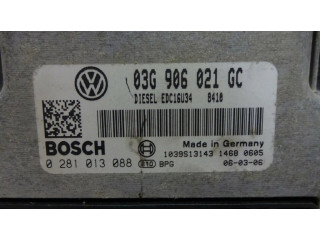 03G 906 021 GC
DIESEL EDC16U34 8410
BOSCH
Made in Germany
1039S13143 1468 0605
0 281 013 088 BPG 06-03-06